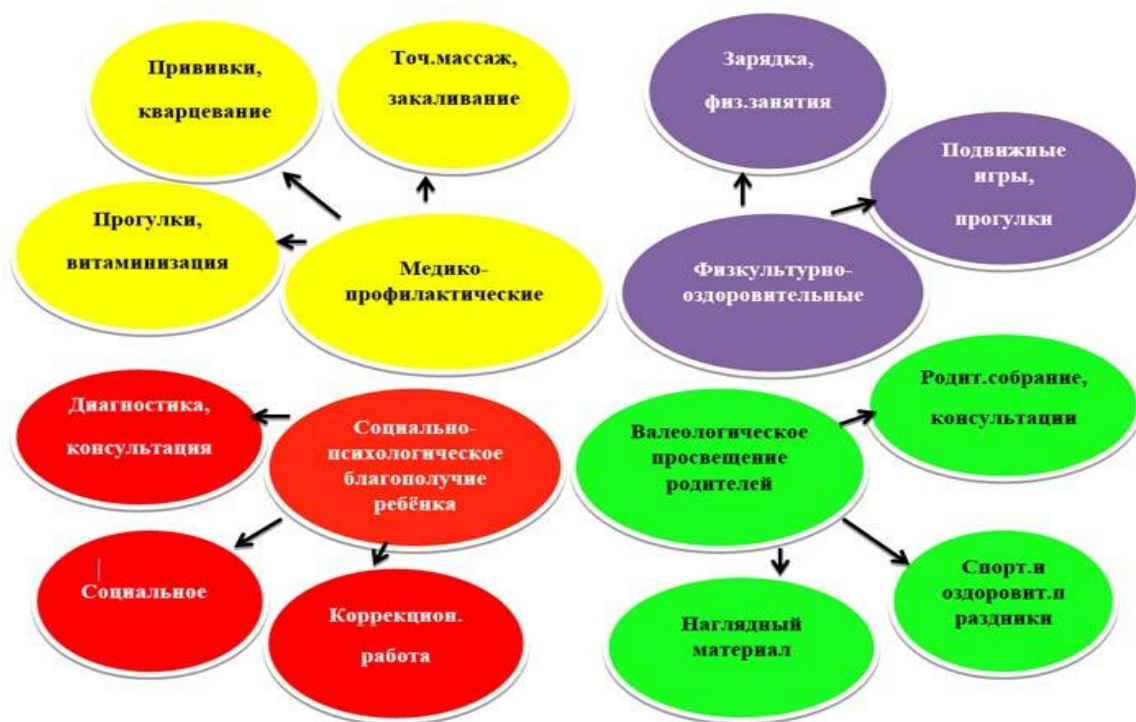 Прививки,
кварцевание
Точ.массаж,
закаливание
Прогулки,
витаминизация
Медико-
профилактические
Зарядка,
физ.занятия
Подвижные
игры,
прогулки
Физкультурно-
оздоровительные
Диагностика,
консультация
Социально-
психологическое
благополучие
ребёнка
Социальное
Коррекцион.
работа
Валеологическое
просвещение
родителей
Родит.собрание,
консультации
Наглядный
материал
Спорт.и
оздоровит.п
раздники